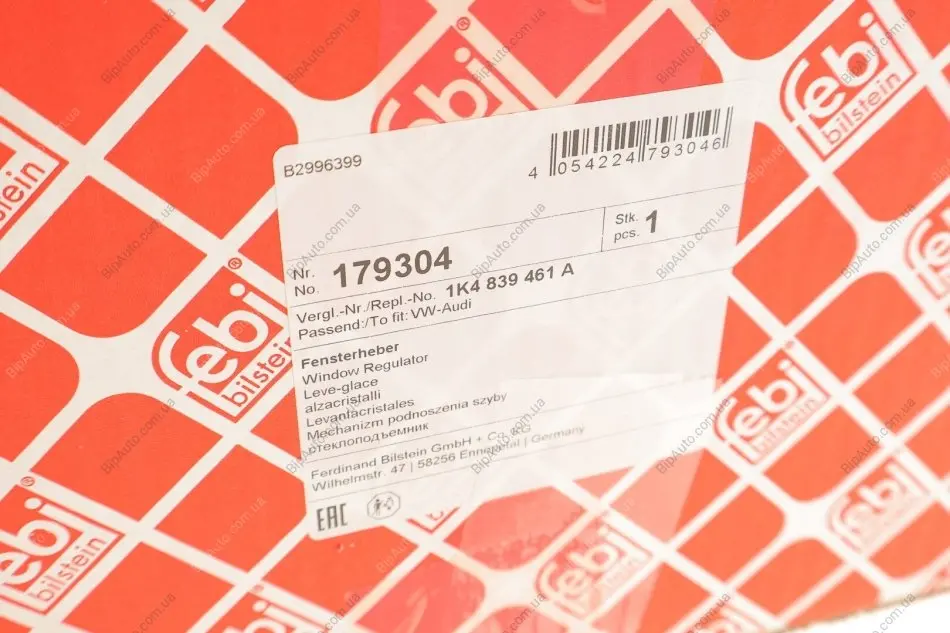 febi
bilstein
B2996399
4 054224 793046
Nr.
No. 179304
Stk.
pcs. 1
Vergl.-Nr./Repl.-No. 1K4 839 461 A
Passend:/To fit: VW-Audi
Fensterheber
Window Regulator
Leve-glace
alzacristalli
Levantacristales
Mechanizm podnoszenia szyby
стеклоподъемник
Ferdinand Bilstein GmbH + Co. KG
Wilhelmstr. 47 | 58256 Ennepetal | Germany
EAC
BipAuto.com.ua